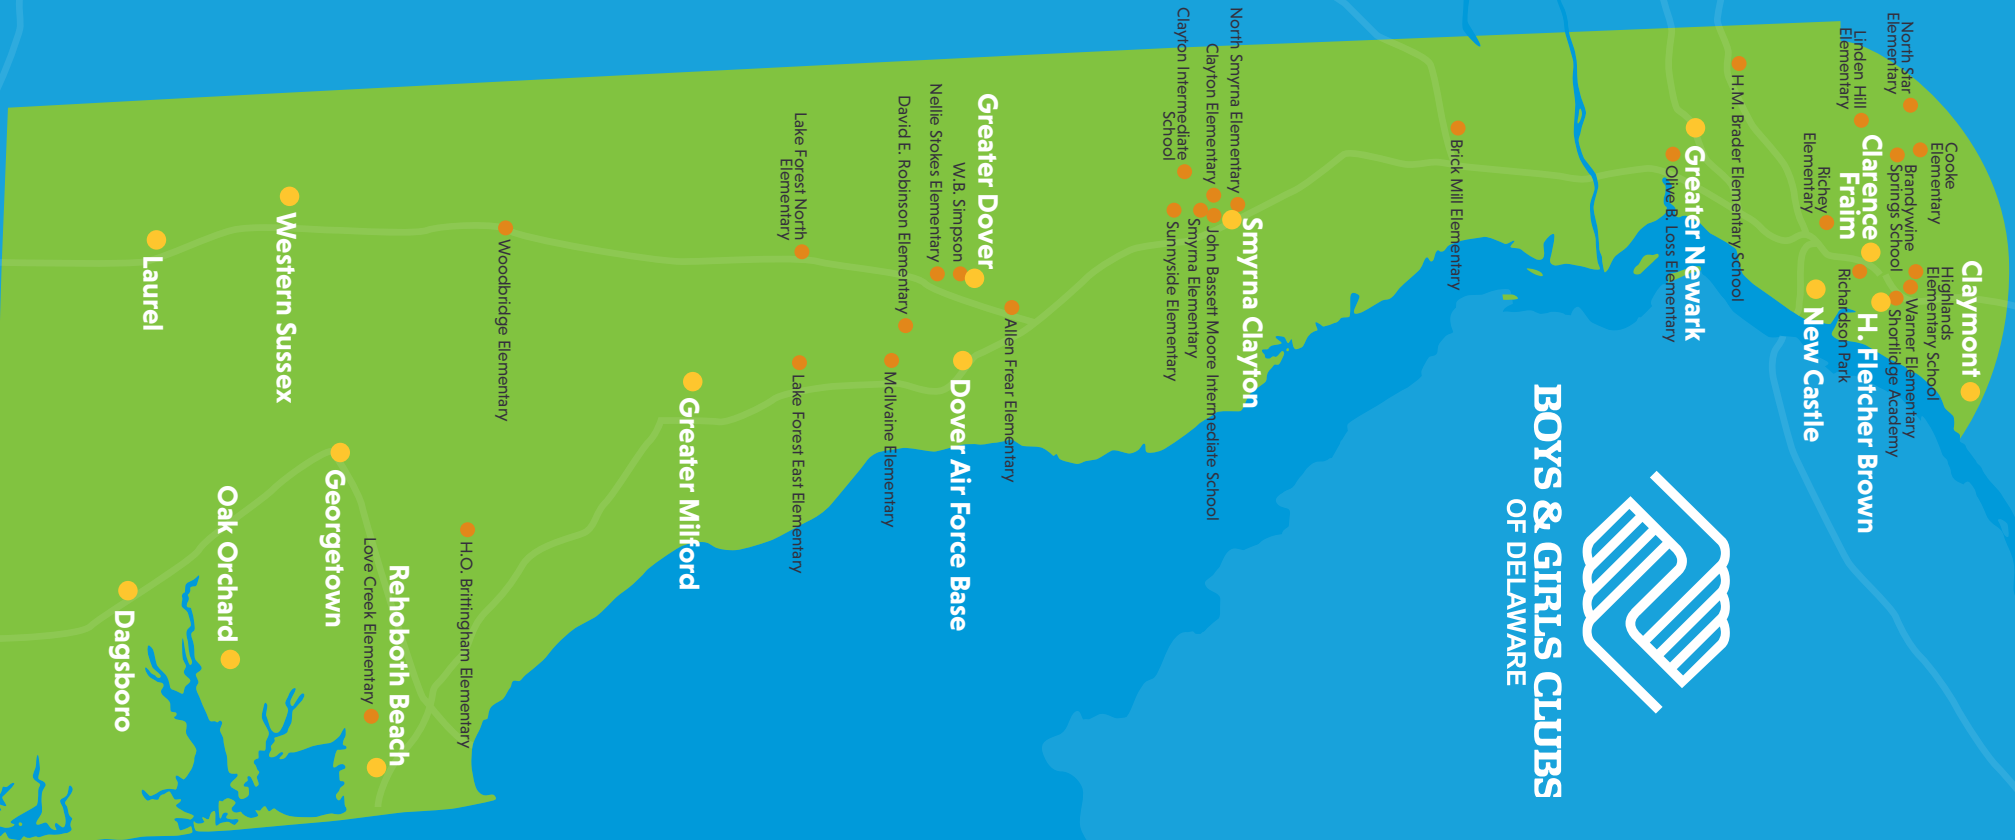 Claymont
North Star
Elementary
Cooke
Elementary
Highlands
Elementary School
Brandywine
Springs School
Warner Elementary
Shortlidge Academy
Linden Hill
Elementary
Clarence
Fraim
H. Fletcher Brown
Richardson Park
Richey
Elementary
New Castle
H.M. Brader Elementary School
Greater Newark
Olive B. Loss Elementary
BOYS & GIRLS CLUBS
OF DELAWARE
Brick Mill Elementary
Smyrna Clayton
North Smyrna Elementary
Clayton Elementary
John Bassett Moore Intermediate School
Clayton Intermediate
School
Smyrna Elementary
Sunnyside Elementary
Allen Frear Elementary
Greater Dover
Dover Air Force Base
W.B. Simpson
Nellie Stokes Elementary
David E. Robinson Elementary
McIlvaine Elementary
Lake Forest North
Elementary
Lake Forest East Elementary
Greater Milford
Woodbridge Elementary
H.O. Brittingham Elementary
Rehoboth Beach
Love Creek Elementary
Georgetown
Western Sussex
Oak Orchard
Laurel
Dagsboro